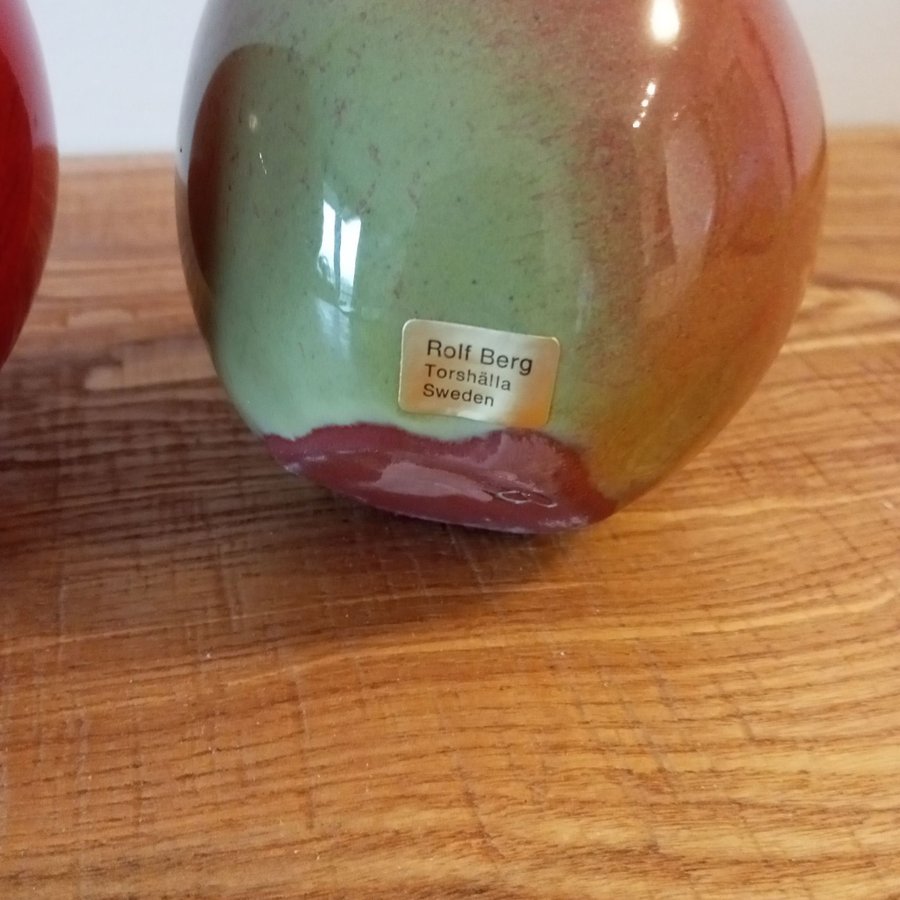 Rolf Berg
Torshälla
Sweden